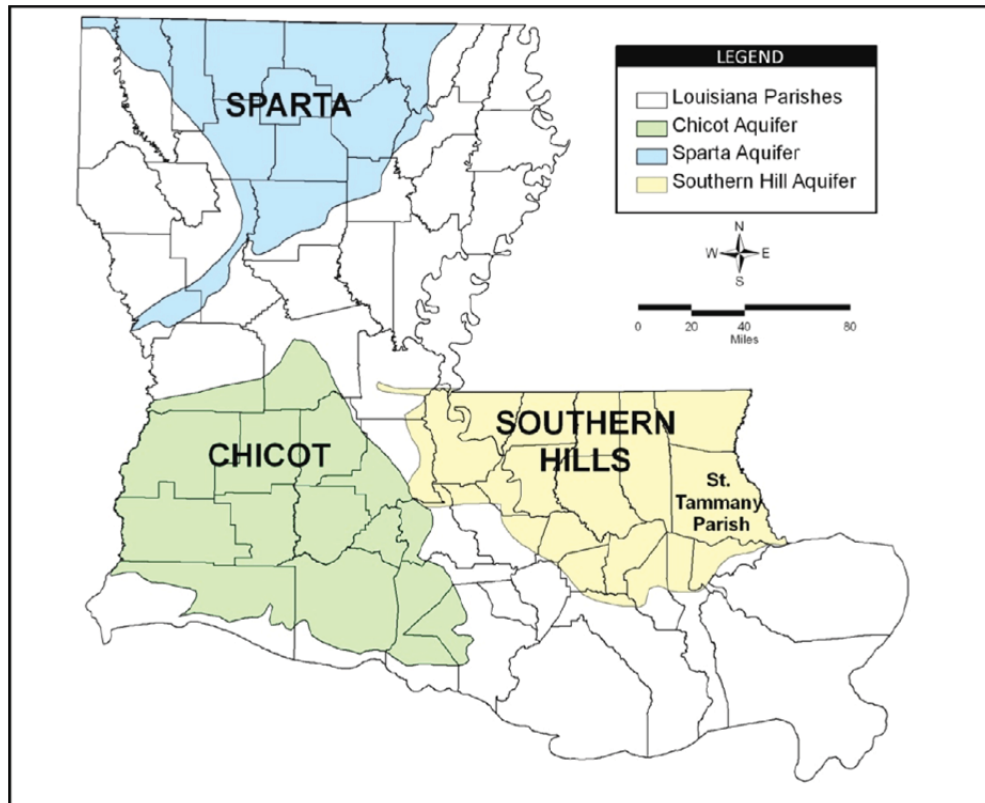 SPARTA
LEGEND
Louisiana Parishes
Chicot Aquifer
Sparta Aquifer
Southern Hill Aquifer
N
W E
S
0 20 40 80
Miles
CHICOT
SOUTHERN
HILLS
St.
Tammany
Parish